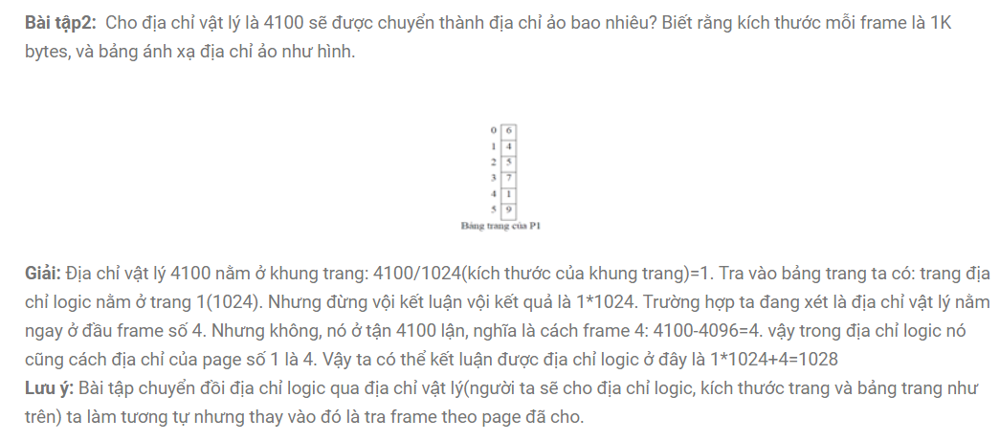 Bài tập2: Cho địa chỉ vật lý là 4100 sẽ được chuyển thành địa chỉ ảo bao nhiêu? Biết rằng kích thước mỗi frame là 1K
bytes, và bảng ánh xạ địa chỉ ảo như hình.
0 6
1 4
2 5
3 7
4 1
5 9
Bảng trang của P1
Giải: Địa chỉ vật lý 4100 nằm ở khung trang: 4100/1024(kích thước của khung trang)=1. Tra vào bảng trang ta có: trang địa
chỉ logic nằm ở trang 1(1024). Nhưng đừng vội kết luận vội kết quả là 1*1024. Trường hợp ta đang xét là địa chỉ vật lý nằm
ngay ở đầu frame số 4. Nhưng không, nó ở tận 4100 lận, nghĩa là cách frame 4: 4100-4096=4. vậy trong địa chỉ logic nó
cũng cách địa chỉ của page số 1 là 4. Vậy ta có thể kết luận được địa chỉ logic ở đây là 1*1024+4=1028
Lưu ý: Bài tập chuyển đồi địa chỉ logic qua địa chỉ vật lý(người ta sẽ cho địa chỉ logic, kích thước trang và bảng trang như
trên) ta làm tương tự nhưng thay vào đó là tra frame theo page đã cho.